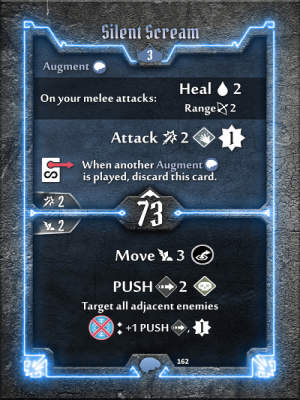 Silent Scream
3
Augment
On your melee attacks:
Heal 2
Range 2
Attack 2 1
When another Augment
is played, discard this card.
2
73
2
Move 3
PUSH 2
Target all adjacent enemies
: +1 PUSH , 1
162